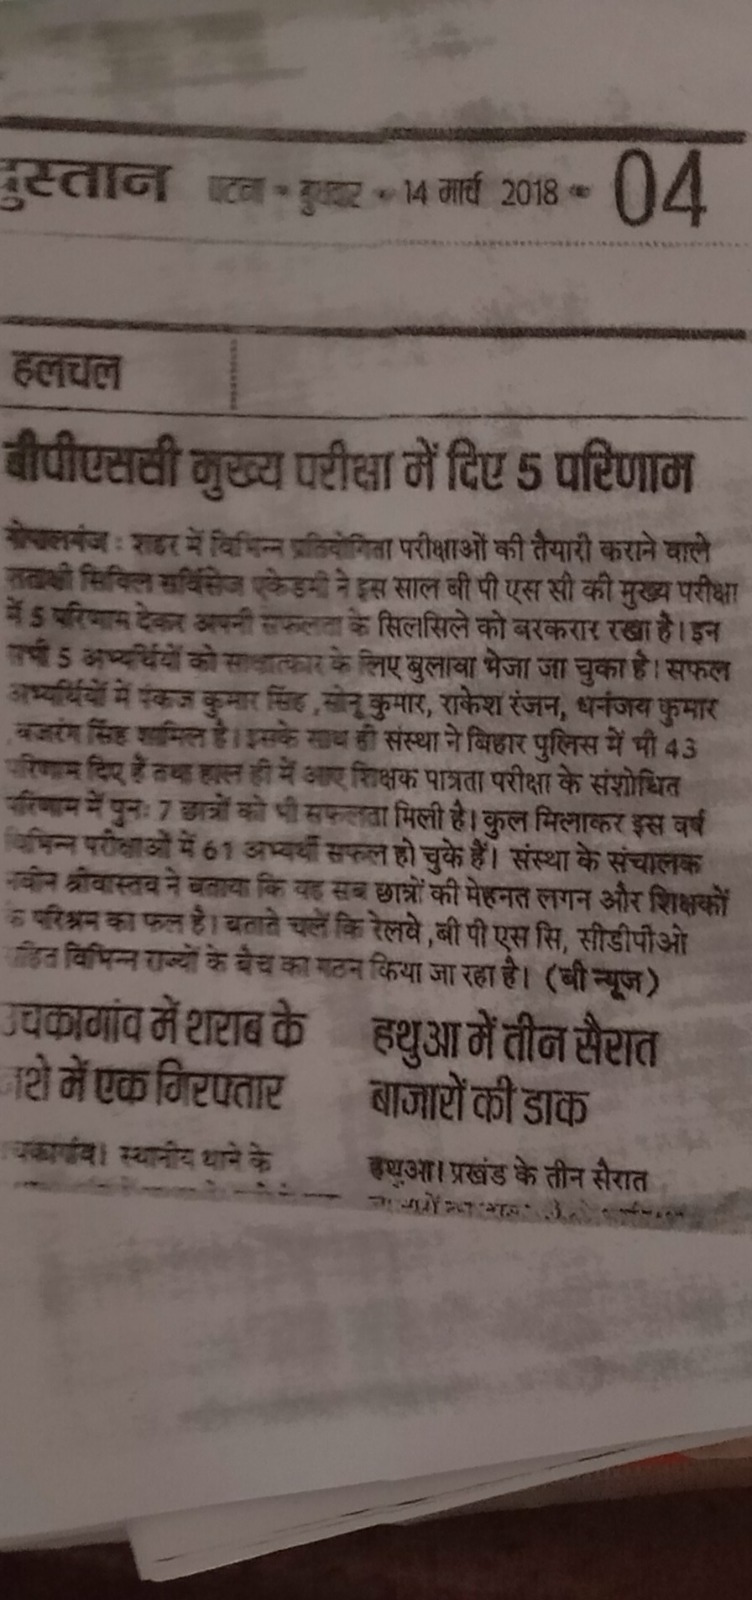 दुस्तान पटना • बुधवार • 14 मार्च 2018 • 04
हलचल
बीपीएससी मुख्य परीक्षा में दिए 5 परिणाम
गोपालगंज : शहर में विभिन्न प्रतियोगिता परीक्षाओं की तैयारी कराने वाले
सिविल सर्विसेज एकेडमी ने इस साल बी पी एस सी की मुख्य परीक्षा
में 5 परिणाम देकर अपनी सफलता के सिलसिले को बरकरार रखा है। इन
सभी 5 अभ्यर्थियों को साक्षात्कार के लिए बुलावा भेजा जा चुका है। सफल
अभ्यर्थियों में पंकज कुमार सिंह ,सोनू कुमार, राकेश रंजन, धनंजय कुमार
,बजरंग सिंह शामिल है। इसके साथ ही संस्था ने बिहार पुलिस में भी 43
परिणाम दिए हैं तथा हाल ही में आए शिक्षक पात्रता परीक्षा के संशोधित
परिणाम में पुनः 7 छात्रों को भी सफलता मिली है। कुल मिलाकर इस वर्ष
विभिन्न परीक्षाओं में 61 अभ्यर्थी सफल हो चुके हैं। संस्था के संचालक
नवीन श्रीवास्तव ने बताया कि यह सब छात्रों की मेहनत लगन और शिक्षकों
के परिश्रम का फल है। बताते चलें कि रेलवे ,बी पी एस सि, सीडीपीओ
सहित विभिन्न राज्यों के बैच का गठन किया जा रहा है। (बी न्यूज)
उचकागांव में शराब के
नशे में एक गिरफ्तार
उचकागांव। स्थानीय थाने के
हथुआ में तीन सैरात
बाजारों की डाक
हथुआ। प्रखंड के तीन सैरात